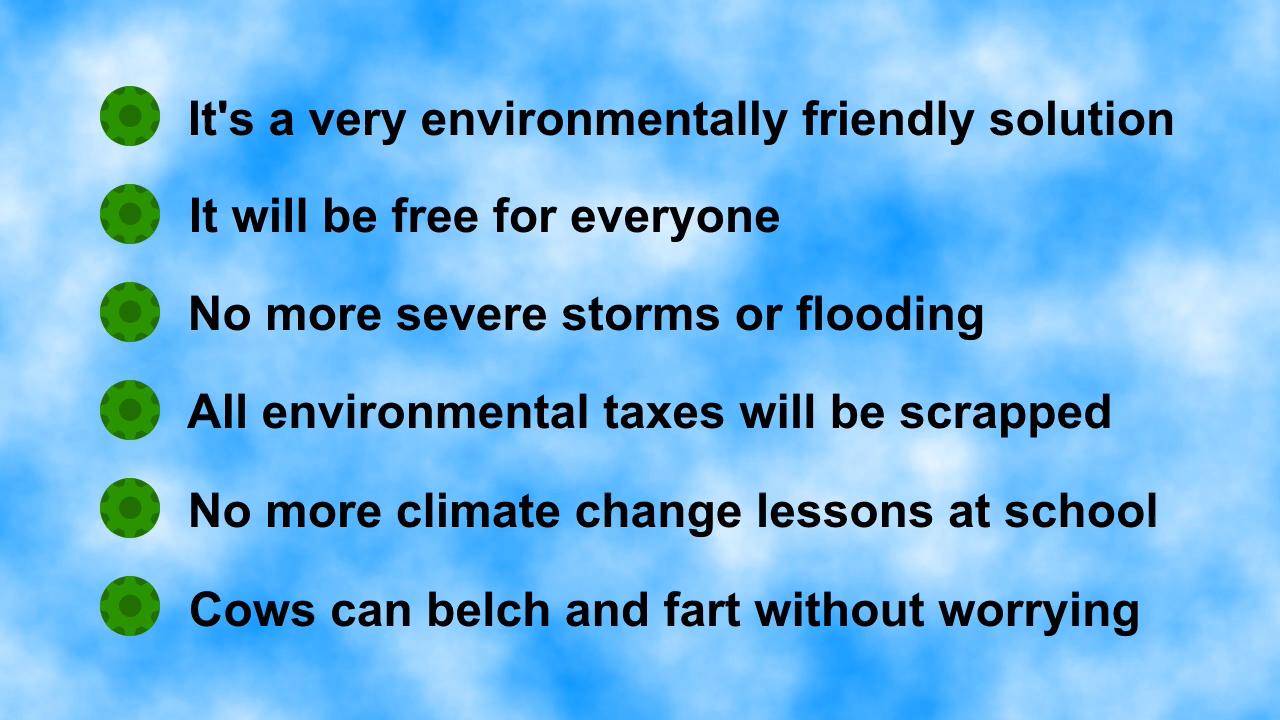 It's a very environmentally friendly solution
It will be free for everyone
No more severe storms or flooding
All environmental taxes will be scrapped
No more climate change lessons at school
Cows can belch and fart without worrying